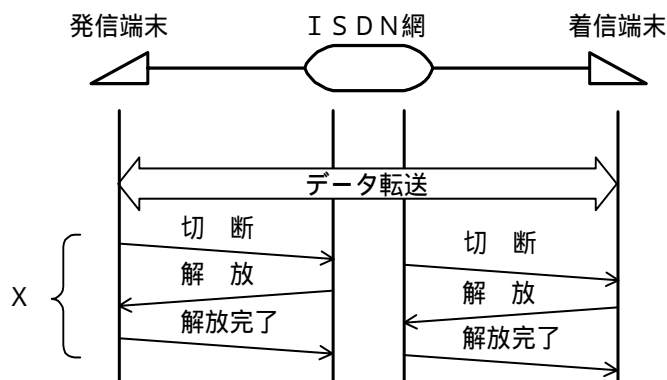 発信端末 ＩＳＤＮ網 着信端末
データ転送
切 断
切 断
解 放
解 放
解放完了
解放完了
X